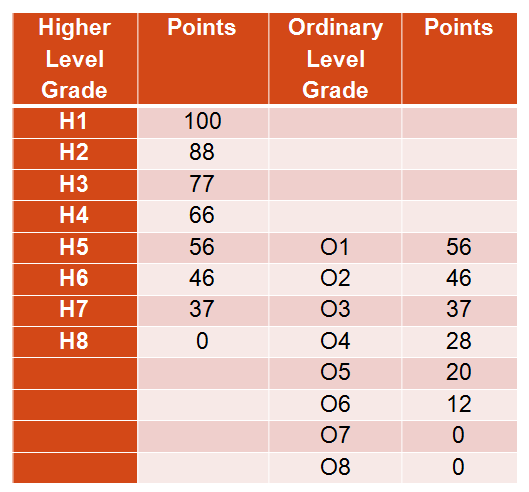 Higher Level Grade Points Ordinary Level Grade Points
H1 100
H2 88
H3 77
H4 66
H5 56 O1 56
H6 46 O2 46
H7 37 O3 37
H8 0 O4 28
O5 20
O6 12
O7 0
O8 0